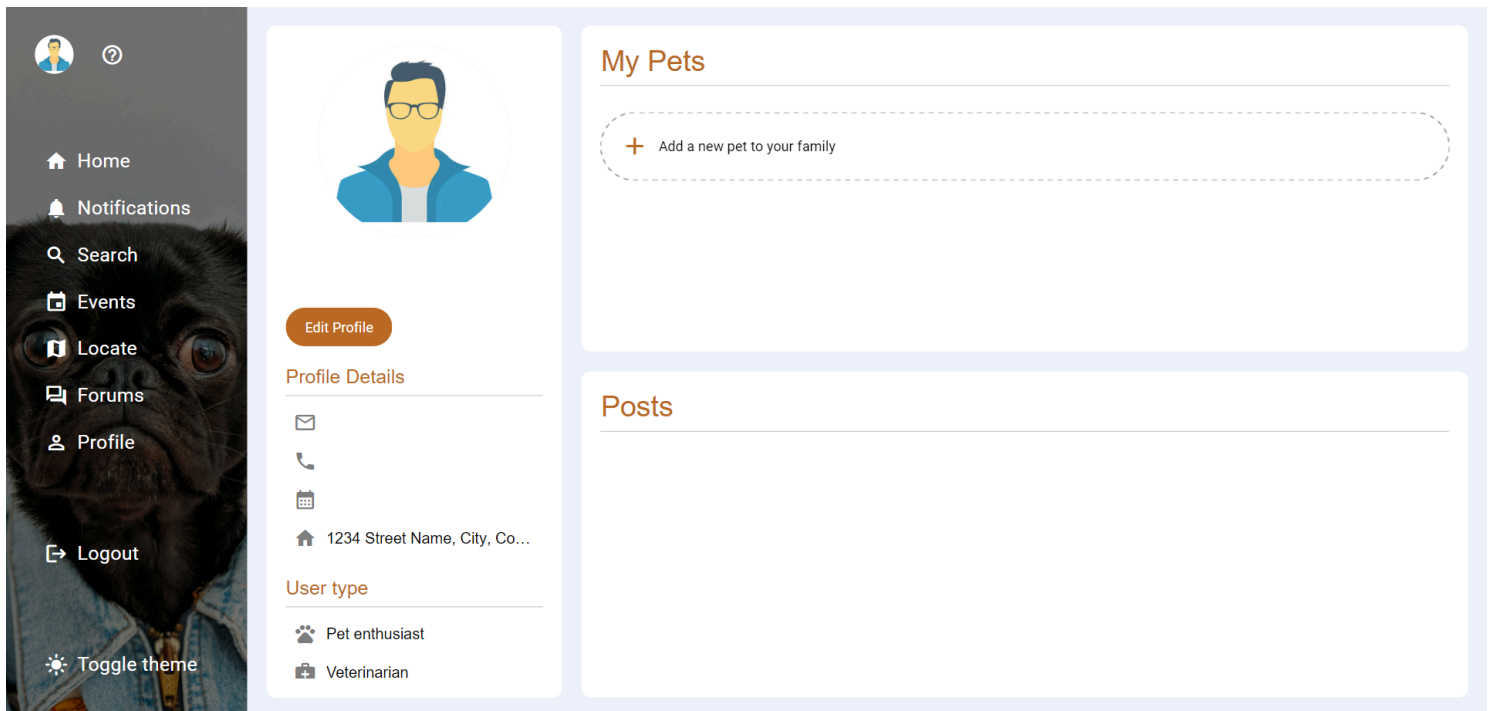 Home
Notifications
Search
Events
Locate
Forums
Profile
Logout
Toggle theme
Edit Profile
Profile Details
1234 Street Name, City, Co...
User type
Pet enthusiast
Veterinarian
My Pets
Add a new pet to your family
Posts